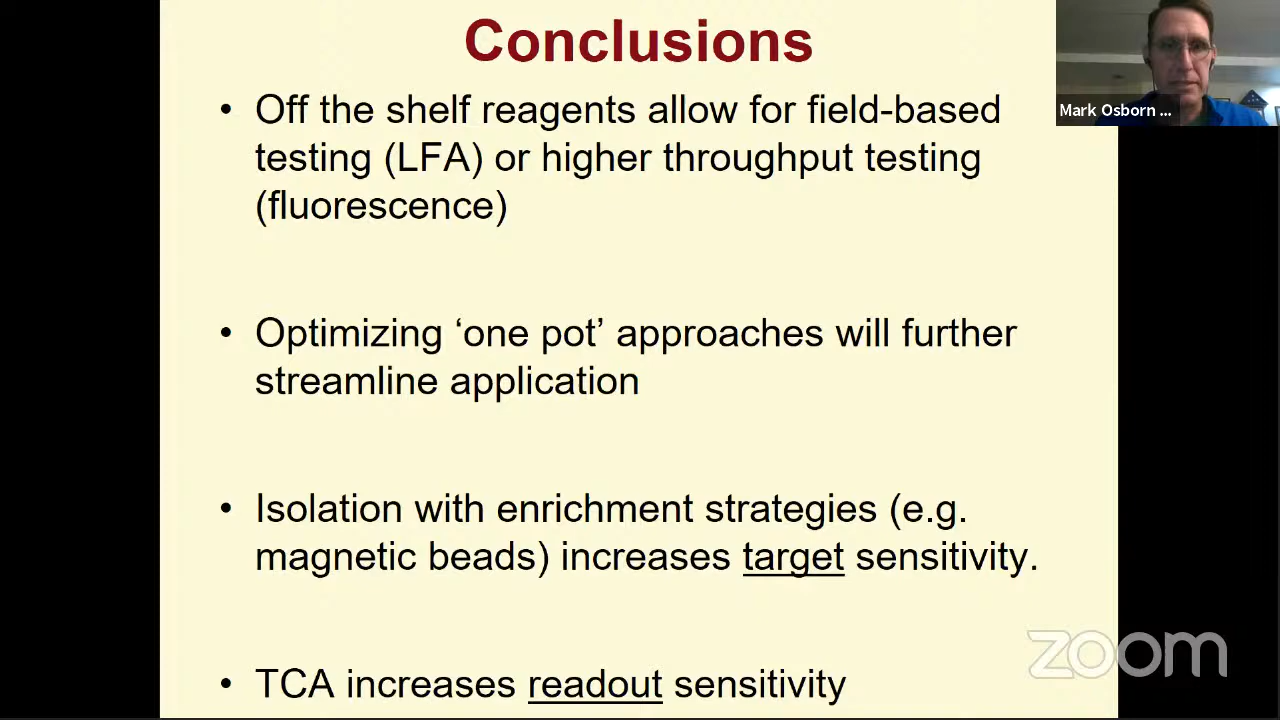 Conclusions
• Off the shelf reagents allow for field-based
testing (LFA) or higher throughput testing
(fluorescence)
• Optimizing ‘one pot’ approaches will further
streamline application
• Isolation with enrichment strategies (e.g.
magnetic beads) increases target sensitivity.
• TCA increases readout sensitivity
Mark Osborn ...
zoom